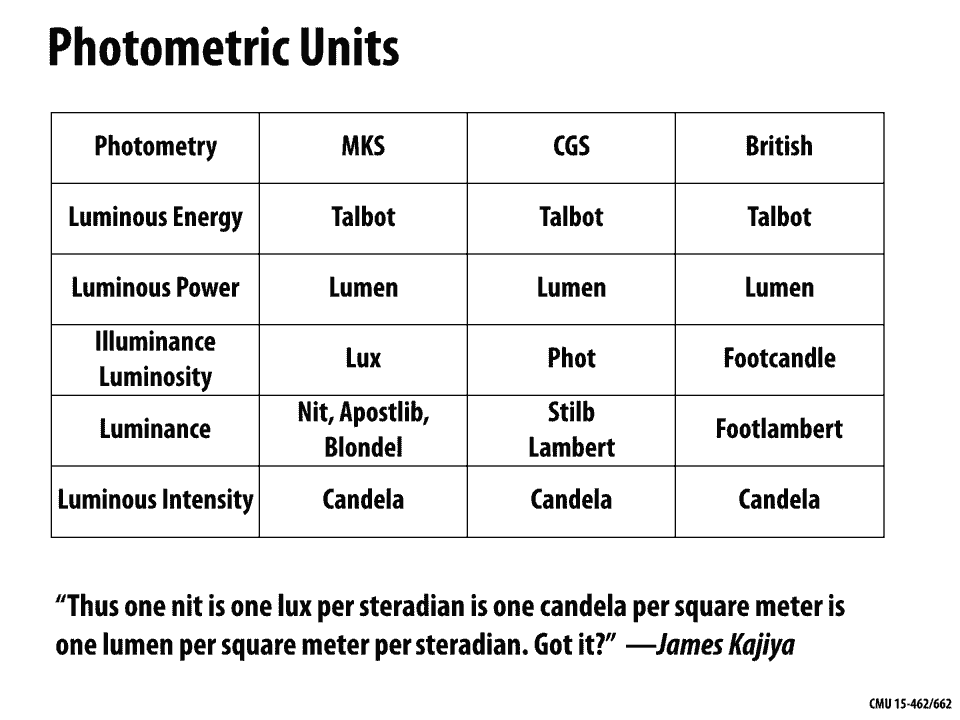 Photometric Units
Photometry MKS CGS British
Luminous Energy Talbot Talbot Talbot
Luminous Power Lumen Lumen Lumen
Illuminance
Luminosity Lux Phot Footcandle
Luminance Nit, Apostlib,
Blondel Stilb
Lambert Footlambert
Luminous Intensity Candela Candela Candela
“Thus one nit is one lux per steradian is one candela per square meter is
one lumen per square meter per steradian. Got it?” —James Kajiya
CMU 15-462/662